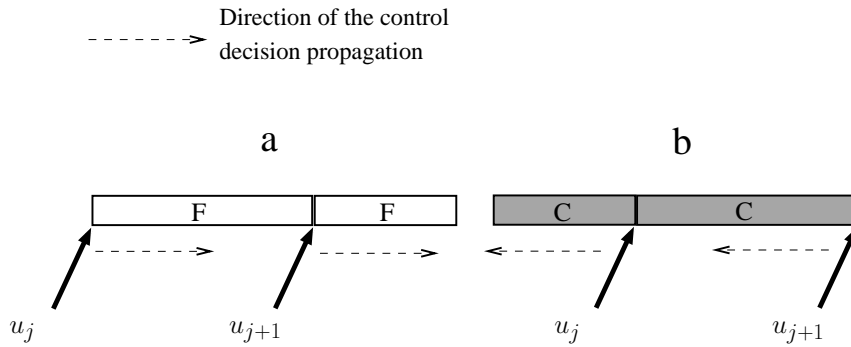 Direction of the control
decision propagation
a
b
F
F
C
C
u_j
u_{j+1}
u_j
u_{j+1}